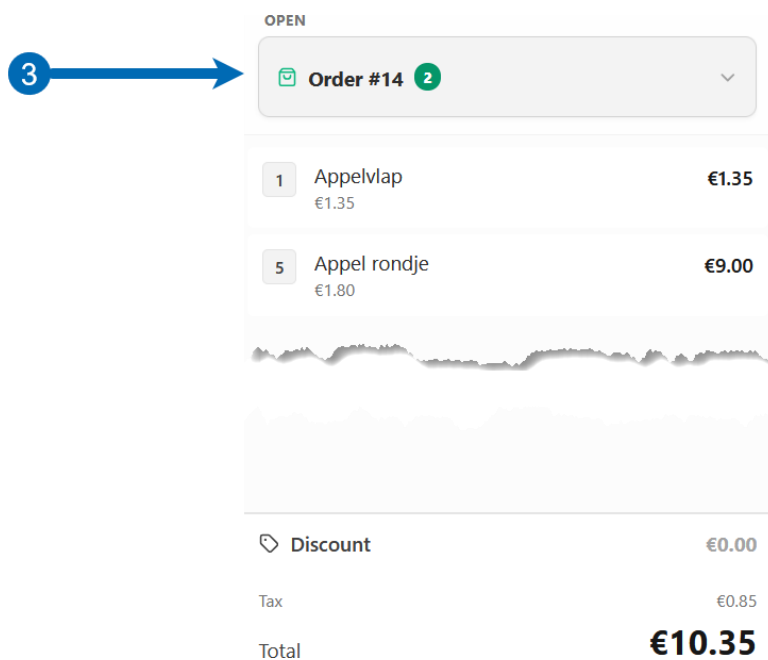 OPEN
3
Order #14 2
1 Appelvlap €1.35
€1.35
5 Appel rondje €9.00
€1.80
Discount €0.00
Tax €0.85
Total €10.35